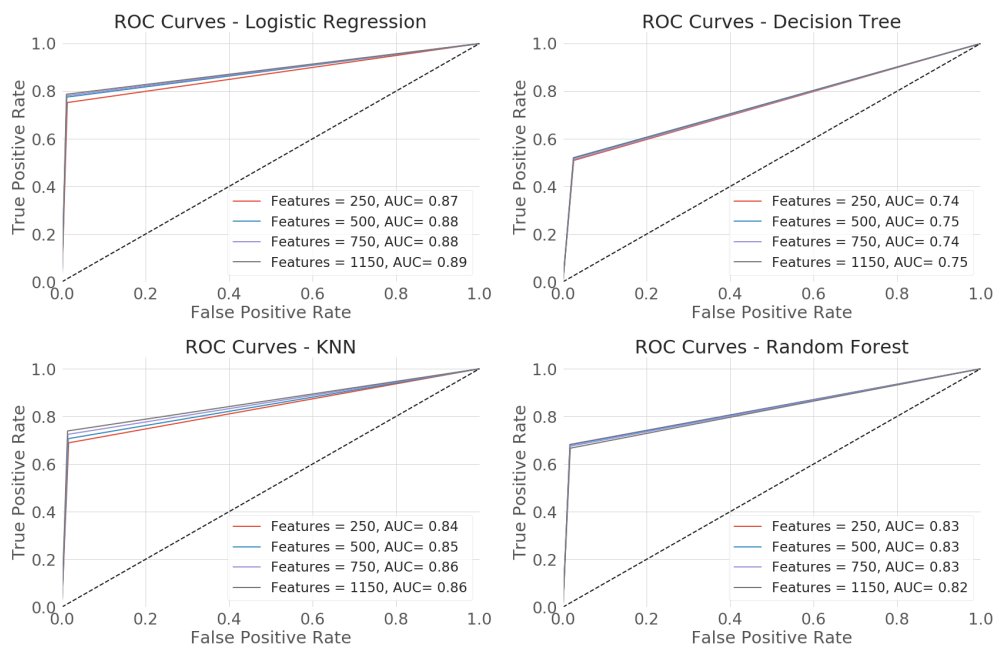 ROC Curves - Logistic Regression
True Positive Rate
1.0
0.8
0.6
0.4
0.2
0.0
Features = 250, AUC= 0.87
Features = 500, AUC= 0.88
Features = 750, AUC= 0.88
Features = 1150, AUC= 0.89
0.0 0.2 0.4 0.6 0.8 1.0
False Positive Rate
ROC Curves - Decision Tree
True Positive Rate
1.0
0.8
0.6
0.4
0.2
0.0
Features = 250, AUC= 0.74
Features = 500, AUC= 0.75
Features = 750, AUC= 0.74
Features = 1150, AUC= 0.75
0.0 0.2 0.4 0.6 0.8 1.0
False Positive Rate
ROC Curves - KNN
True Positive Rate
1.0
0.8
0.6
0.4
0.2
0.0
Features = 250, AUC= 0.84
Features = 500, AUC= 0.85
Features = 750, AUC= 0.86
Features = 1150, AUC= 0.86
0.0 0.2 0.4 0.6 0.8 1.0
False Positive Rate
ROC Curves - Random Forest
True Positive Rate
1.0
0.8
0.6
0.4
0.2
0.0
Features = 250, AUC= 0.83
Features = 500, AUC= 0.83
Features = 750, AUC= 0.83
Features = 1150, AUC= 0.82
0.0 0.2 0.4 0.6 0.8 1.0
False Positive Rate